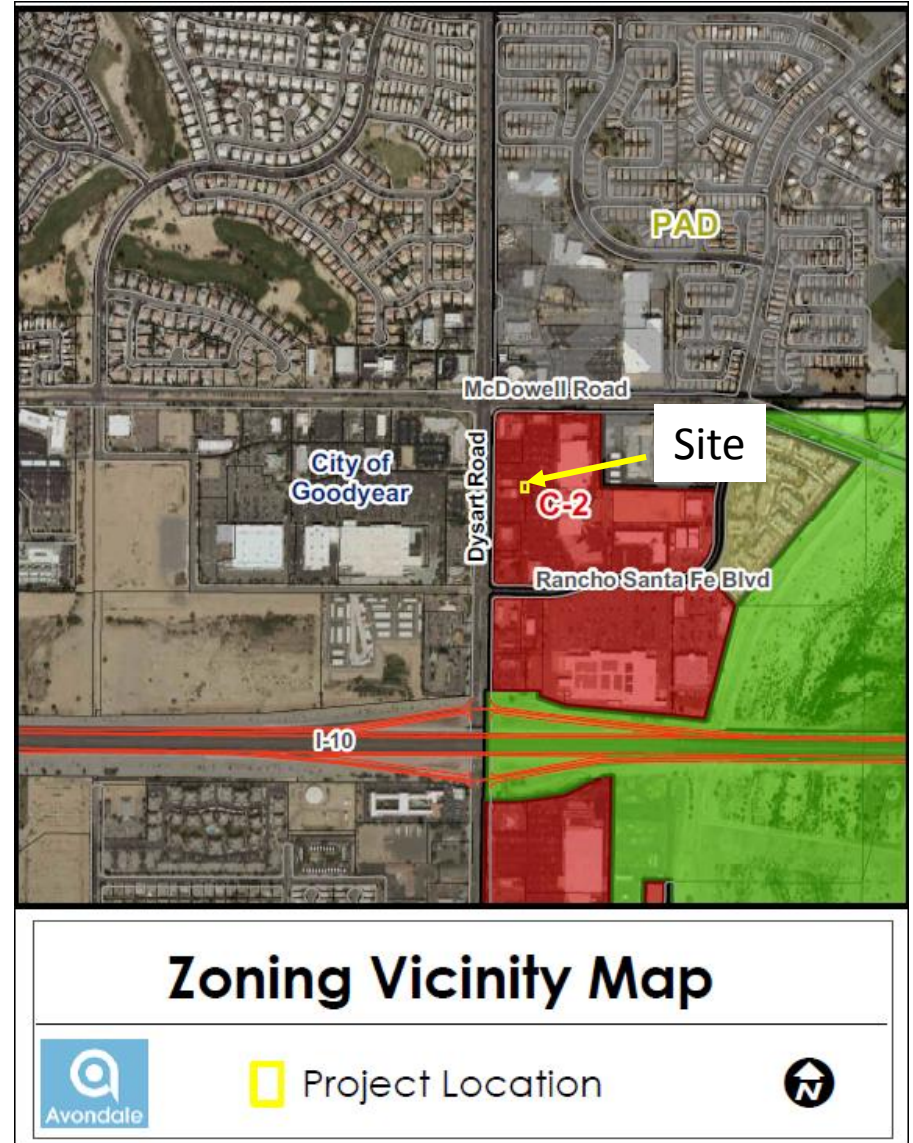 PAD
McDowell Road
Site
City of
Goodyear
Dysart Road
C-2
Rancho Santa Fe Blvd
I-10
Zoning Vicinity Map
Avondale
Project Location
N